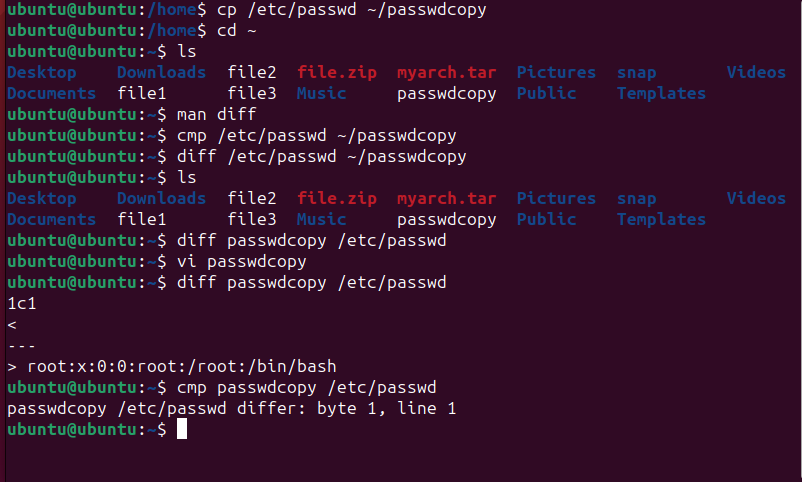 ubuntu@ubuntu:/home$ cp /etc/passwd ~/passwdcopy
ubuntu@ubuntu:/home$ cd ~
ubuntu@ubuntu:~$ ls
Desktop    Downloads  file2  file.zip  myarch.tar  Pictures  snap       Videos
Documents  file1      file3  Music     passwdcopy  Public    Templates
ubuntu@ubuntu:~$ man diff
ubuntu@ubuntu:~$ cmp /etc/passwd ~/passwdcopy
ubuntu@ubuntu:~$ diff /etc/passwd ~/passwdcopy
ubuntu@ubuntu:~$ ls
Desktop    Downloads  file2  file.zip  myarch.tar  Pictures  snap       Videos
Documents  file1      file3  Music     passwdcopy  Public    Templates
ubuntu@ubuntu:~$ diff passwdcopy /etc/passwd
ubuntu@ubuntu:~$ vi passwdcopy
ubuntu@ubuntu:~$ diff passwdcopy /etc/passwd
1c1
<
---
> root:x:0:0:root:/root:/bin/bash
ubuntu@ubuntu:~$ cmp passwdcopy /etc/passwd
passwdcopy /etc/passwd differ: byte 1, line 1
ubuntu@ubuntu:~$